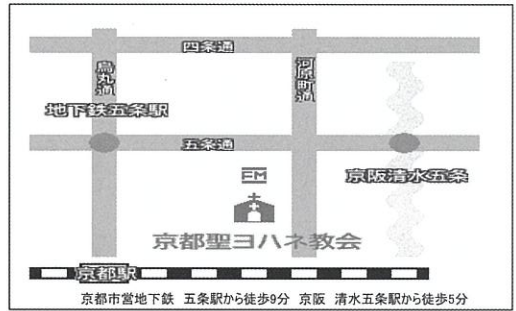 四条通
烏丸通
河原町通
地下鉄五条駅
五条通
FM
京阪清水五条
京都聖ヨハネ教会
京都駅
京都市営地下鉄 五条駅から徒歩9分 京阪 清水五条駅から徒歩5分